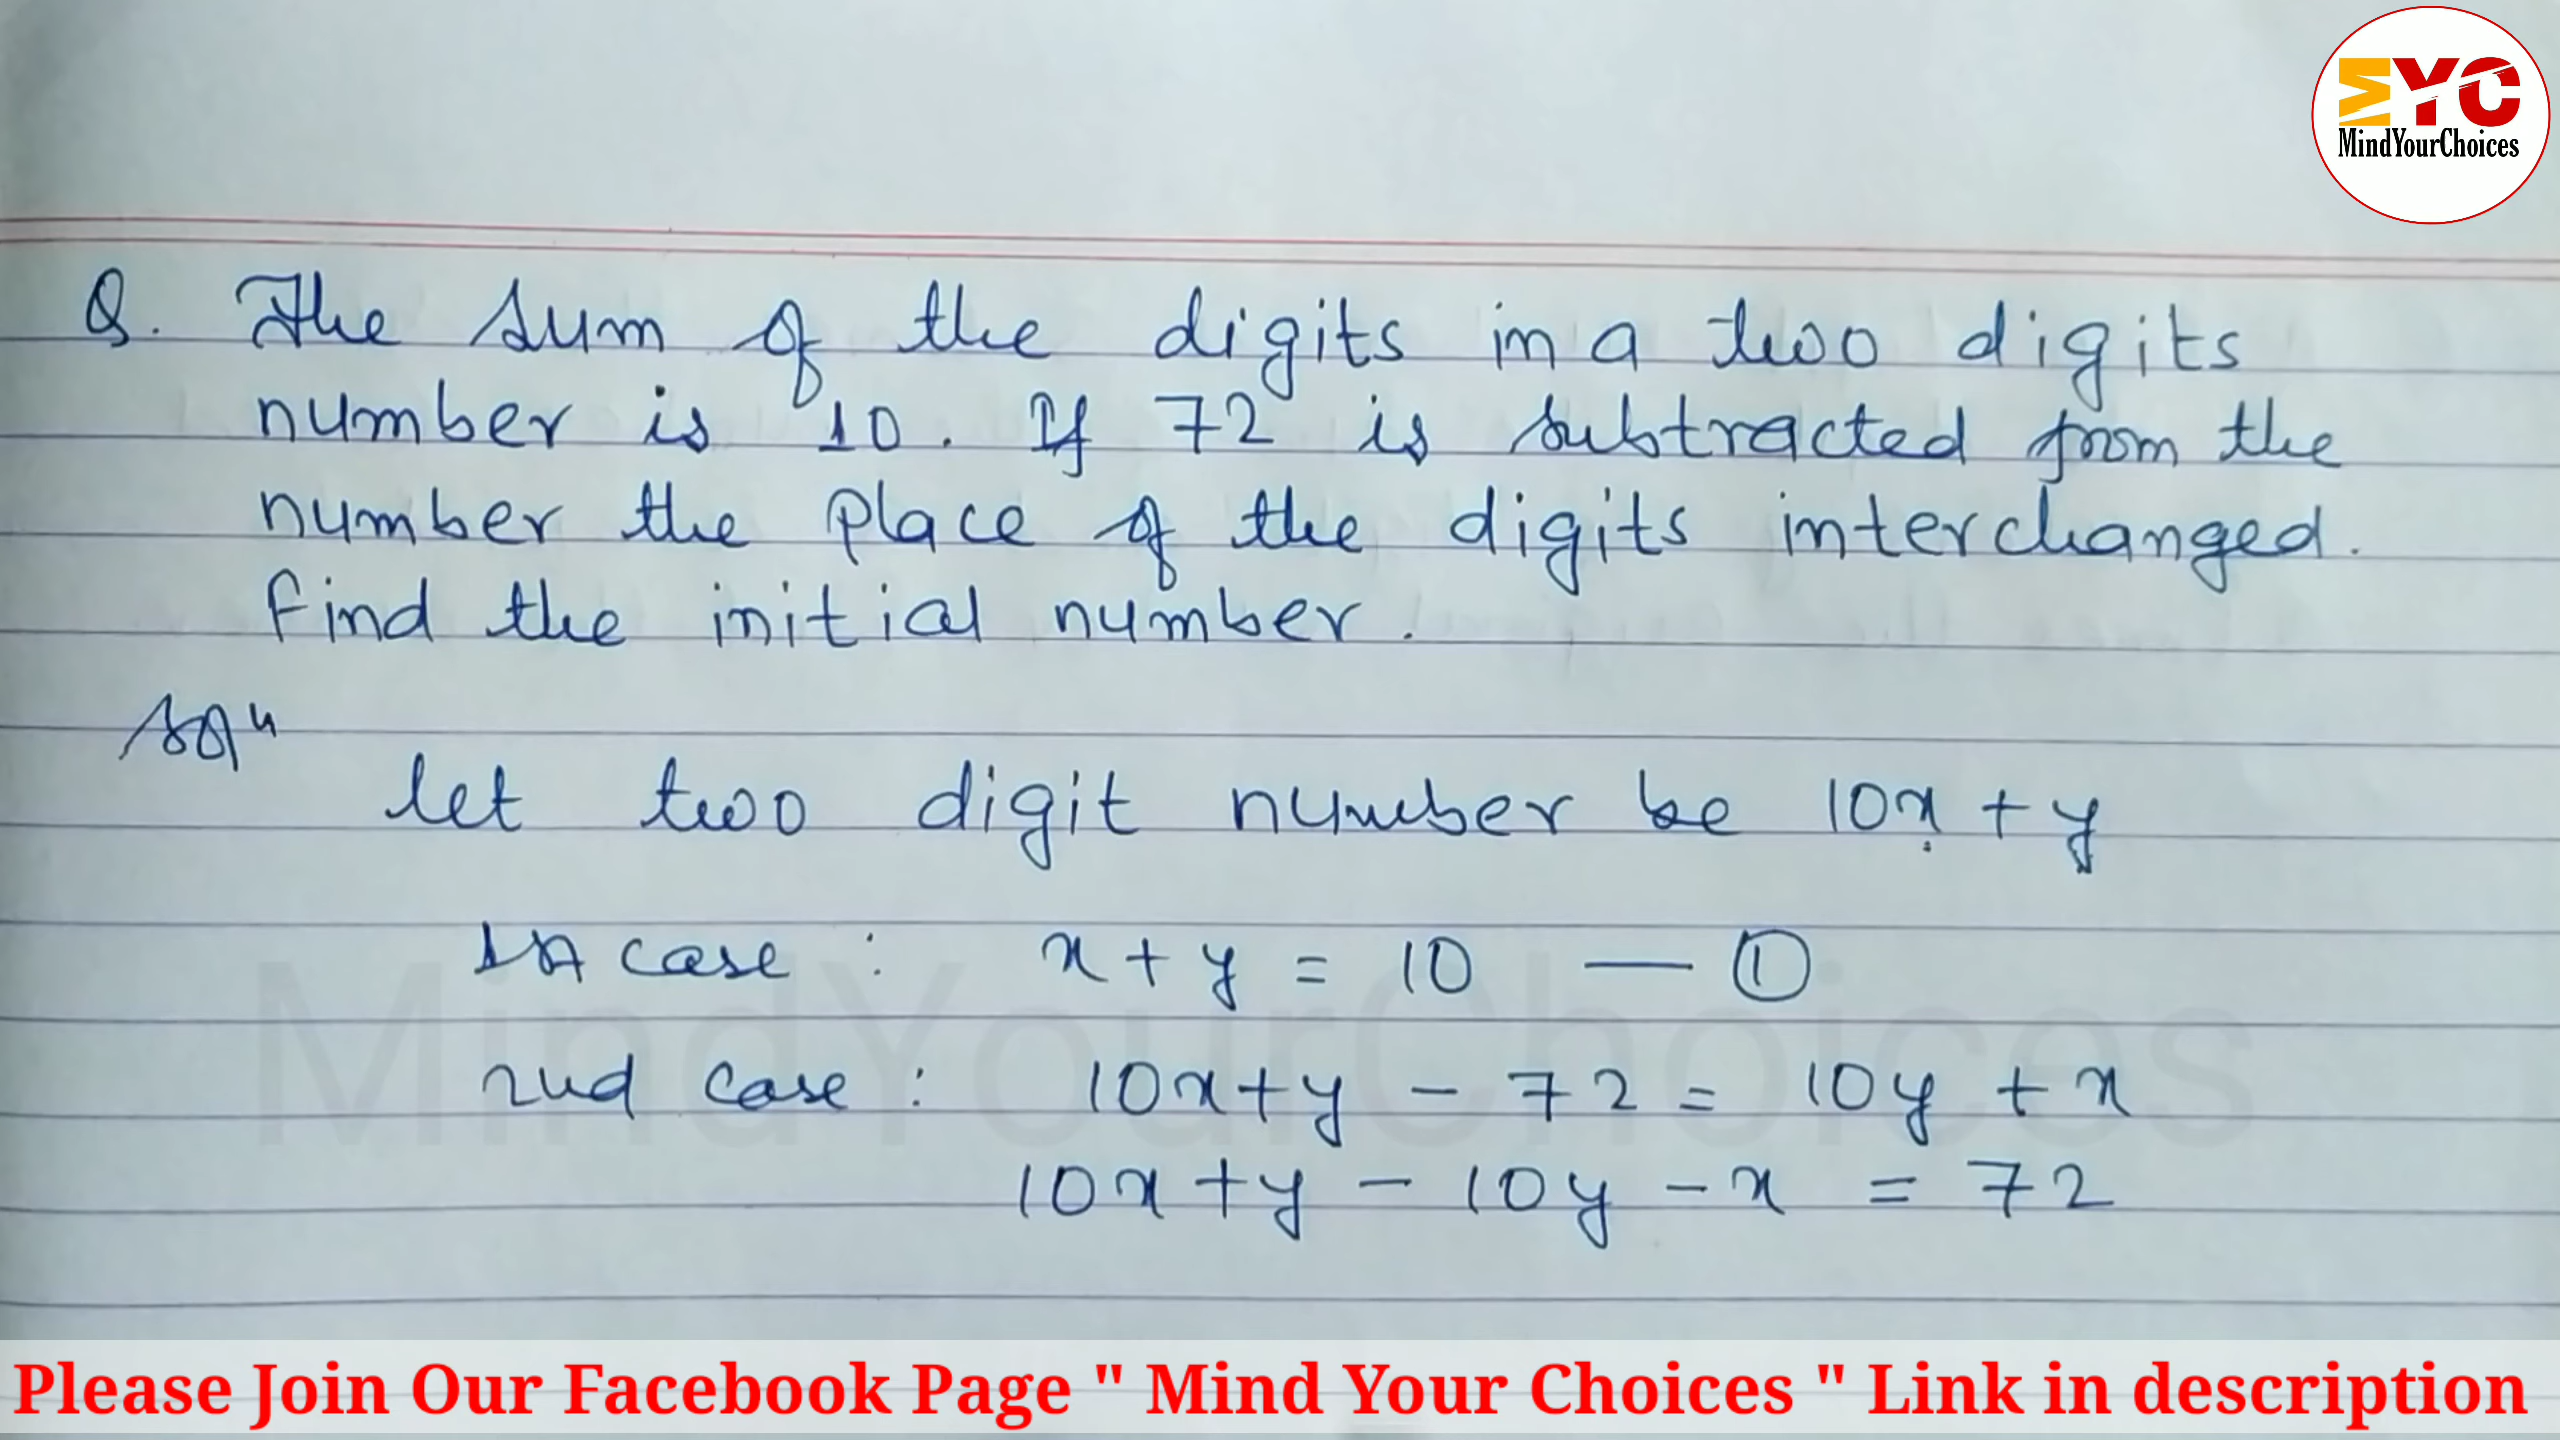 MYC
MindYourChoices
Q. The sum of the digits in a two digits
number is 10. If 72 is subtracted from the
number the place of the digits interchanged.
Find the initial number.
Solⁿ
let two digit number be 10x + y
1st case : x + y = 10 — ①
2nd case : 10x + y - 72 = 10y + x
10x + y - 10y - x = 72
MindYourChoices
Please Join Our Facebook Page " Mind Your Choices " Link in description